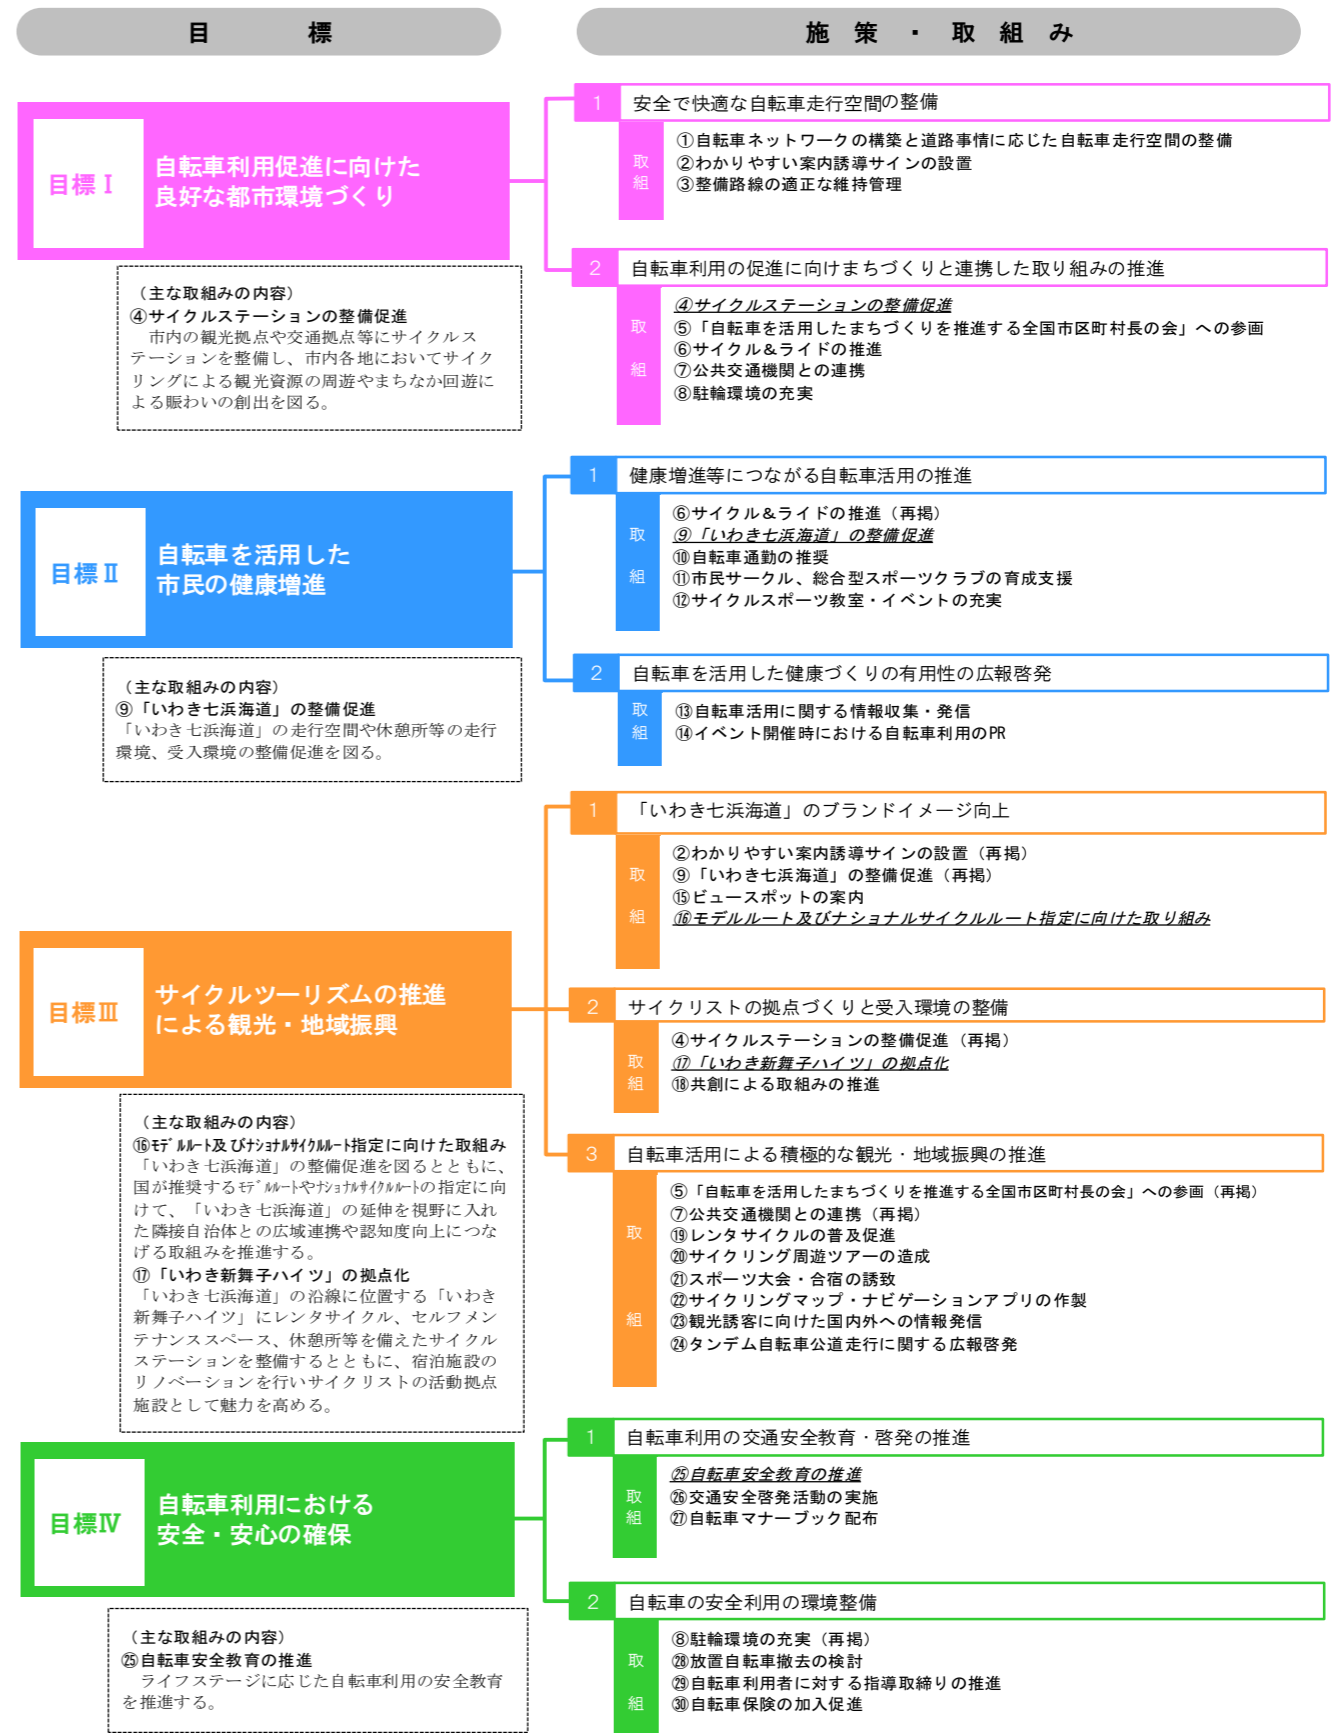 目標
施策・取組み
目標Ⅰ
自転車利用促進に向けた
良好な都市環境づくり
1 安全で快適な自転車走行空間の整備
取組
①自転車ネットワークの構築と道路事情に応じた自転車走行空間の整備
②わかりやすい案内誘導サインの設置
③整備路線の適正な維持管理
2 自転車利用の促進に向けまちづくりと連携した取り組みの推進
取組
④サイクルステーションの整備促進
⑤「自転車を活用したまちづくりを推進する全国市区町村長の会」への参画
⑥サイクル＆ライドの推進
⑦公共交通機関との連携
⑧駐輪環境の充実
（主な取組みの内容）
④サイクルステーションの整備促進
市内の観光拠点や交通拠点等にサイクルス
テーションを整備し、市内各地においてサイク
リングによる観光資源の周遊やまちなか回遊に
よる賑わいの創出を図る。
目標Ⅱ
自転車を活用した
市民の健康増進
1 健康増進等につながる自転車活用の推進
取組
⑥サイクル＆ライドの推進（再掲）
⑨「いわき七浜海道」の整備促進
⑩自転車通勤の推奨
⑪市民サークル、総合型スポーツクラブの育成支援
⑫サイクルスポーツ教室・イベントの充実
2 自転車を活用した健康づくりの有用性の広報啓発
取組
⑬自転車活用に関する情報収集・発信
⑭イベント開催時における自転車利用のPR
（主な取組みの内容）
⑨「いわき七浜海道」の整備促進
「いわき七浜海道」の走行空間や休憩所等の走行
環境、受入環境の整備促進を図る。
目標Ⅲ
サイクルツーリズムの推進
による観光・地域振興
1 「いわき七浜海道」のブランドイメージ向上
取組
②わかりやすい案内誘導サインの設置（再掲）
⑨「いわき七浜海道」の整備促進（再掲）
⑮ビュースポットの案内
⑯モデルルート及びナショナルサイクルルート指定に向けた取り組み
2 サイクリストの拠点づくりと受入環境の整備
取組
④サイクルステーションの整備促進（再掲）
⑰「いわき新舞子ハイツ」の拠点化
⑱共創による取組みの推進
3 自転車活用による積極的な観光・地域振興の推進
取組
⑤「自転車を活用したまちづくりを推進する全国市区町村長の会」への参画（再掲）
⑦公共交通機関との連携（再掲）
⑲レンタサイクルの普及促進
⑳サイクリング周遊ツアーの造成
㉑スポーツ大会・合宿の誘致
㉒サイクリングマップ・ナビゲーションアプリの作製
㉓観光誘客に向けた国内外への情報発信
㉔タンデム自転車公道走行に関する広報啓発
（主な取組みの内容）
⑯ﾓﾃﾞﾙﾙｰﾄ及びﾅｼｮﾅﾙｻｲｸﾙﾙｰﾄ指定に向けた取組み
「いわき七浜海道」の整備促進を図るとともに、
国が推奨するﾓﾃﾞﾙﾙｰﾄやﾅｼｮﾅﾙｻｲｸﾙﾙｰﾄの指定に向
けて、「いわき七浜海道」の延伸を視野に入れ
た隣接自治体との広域連携や認知度向上につな
げる取組みを推進する。
⑰「いわき新舞子ハイツ」の拠点化
「いわき七浜海道」の沿線に位置する「いわき
新舞子ハイツ」にレンタサイクル、セルフメン
テナンススペース、休憩所等を備えたサイクル
ステーションを整備するとともに、宿泊施設の
リノベーションを行いサイクリストの活動拠点
施設として魅力を高める。
目標Ⅳ
自転車利用における
安全・安心の確保
1 自転車利用の交通安全教育・啓発の推進
取組
㉕自転車安全教育の推進
㉖交通安全啓発活動の実施
㉗自転車マナーブック配布
2 自転車の安全利用の環境整備
取組
⑧駐輪環境の充実（再掲）
㉘放置自転車撤去の検討
㉙自転車利用者に対する指導取締りの推進
㉚自転車保険の加入促進
（主な取組みの内容）
㉕自転車安全教育の推進
ライフステージに応じた自転車利用の安全教育
を推進する。